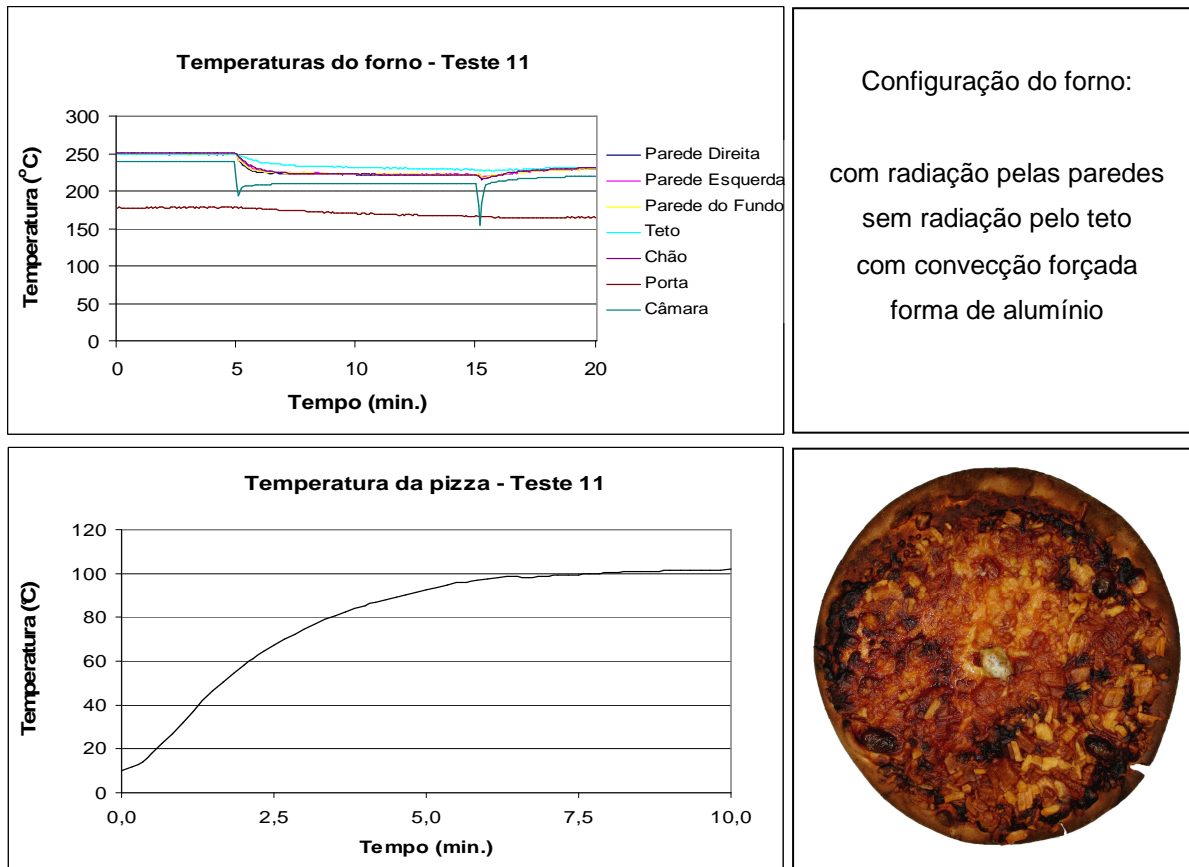 Temperaturas do forno - Teste 11
Temperatura (°C)
300
250
200
150
100
50
0
0
5
10
15
20
Tempo (min.)
Parede Direita
Parede Esquerda
Parede do Fundo
Teto
Chão
Porta
Câmara
Configuração do forno:
com radiação pelas paredes
sem radiação pelo teto
com convecção forçada
forma de alumínio
Temperatura da pizza - Teste 11
Temperatura (°C)
120
100
80
60
40
20
0
0,0
2,5
5,0
7,5
10,0
Tempo (min.)